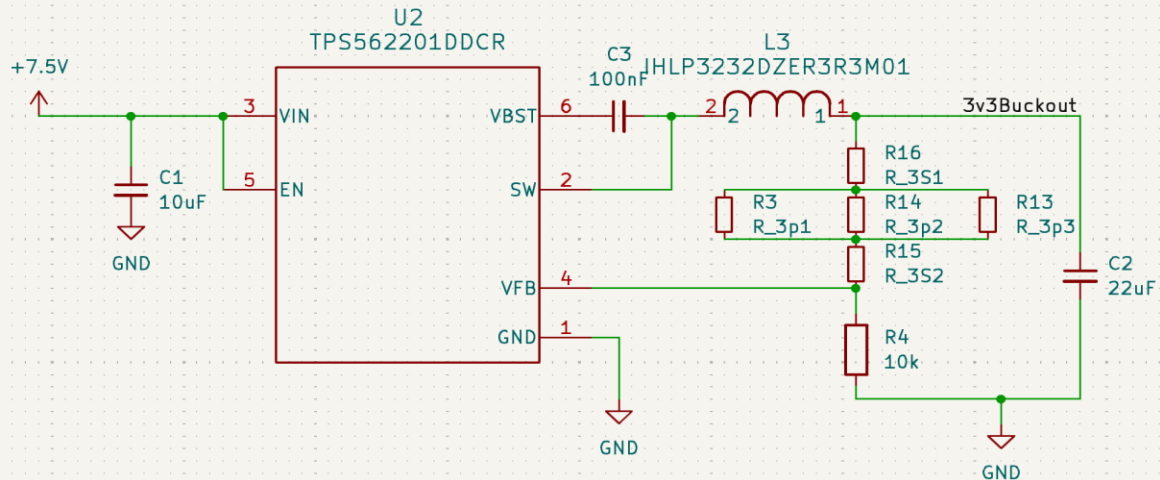 U2
TPS562201DDCR
+7.5V
C3
100nF
L3
IHLP3232DZER3R3M01
3
VIN
VBST
6
2
2
1
1
3v3Buckout
C1
10uF
GND
5
EN
SW
2
R16
R_3S1
R3
R_3p1
R14
R_3p2
R13
R_3p3
R15
R_3S2
C2
22uF
VFB
4
GND
1
R4
10k
GND
GND